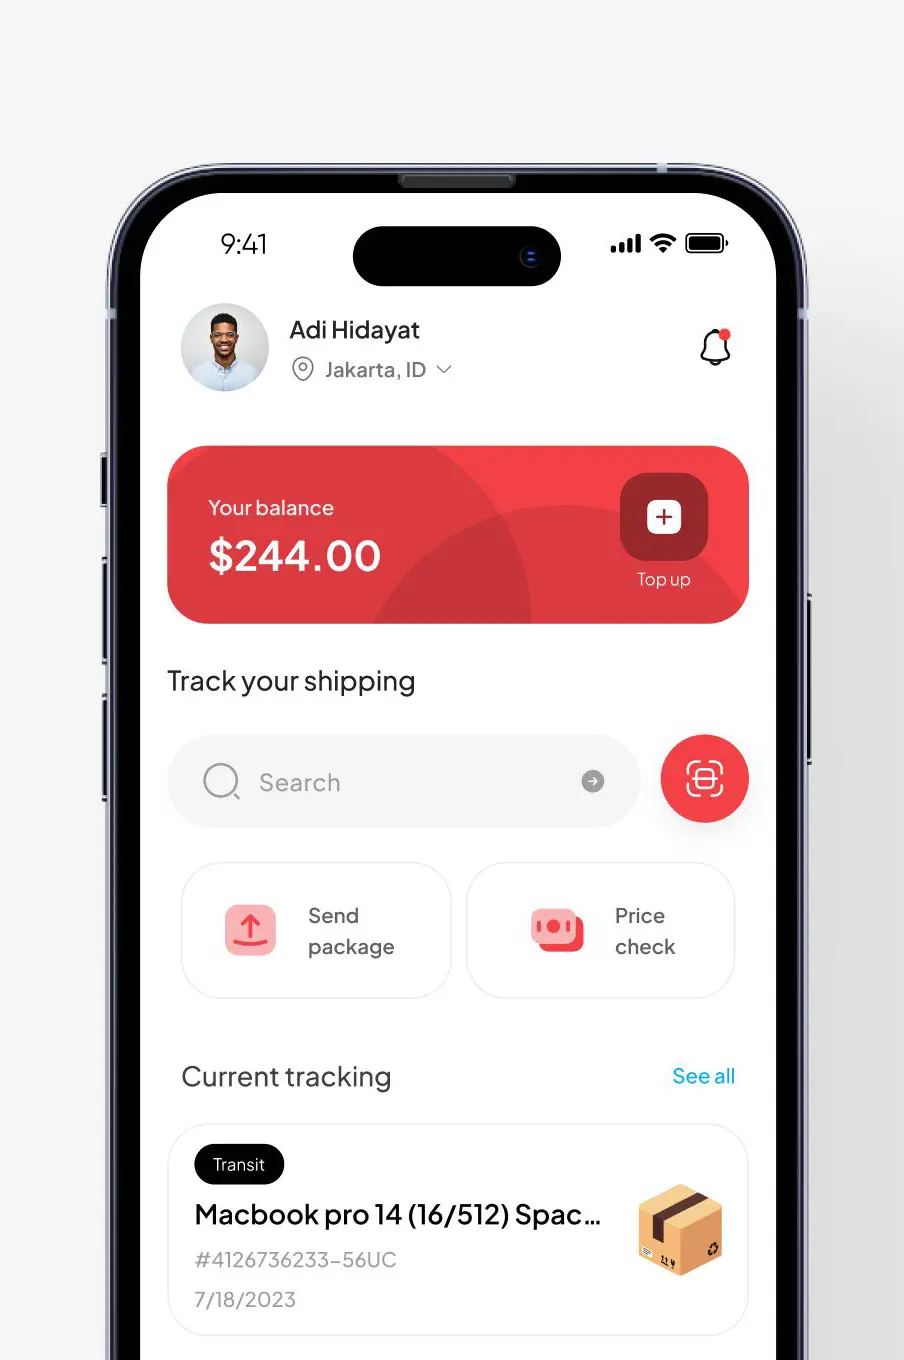 9:41
Adi Hidayat
Jakarta, ID
Your balance
$244.00
Top up
Track your shipping
Search
Send
package
Price
check
Current tracking
See all
Transit
Macbook pro 14 (16/512) Spac...
#4126736233-56UC
7/18/2023